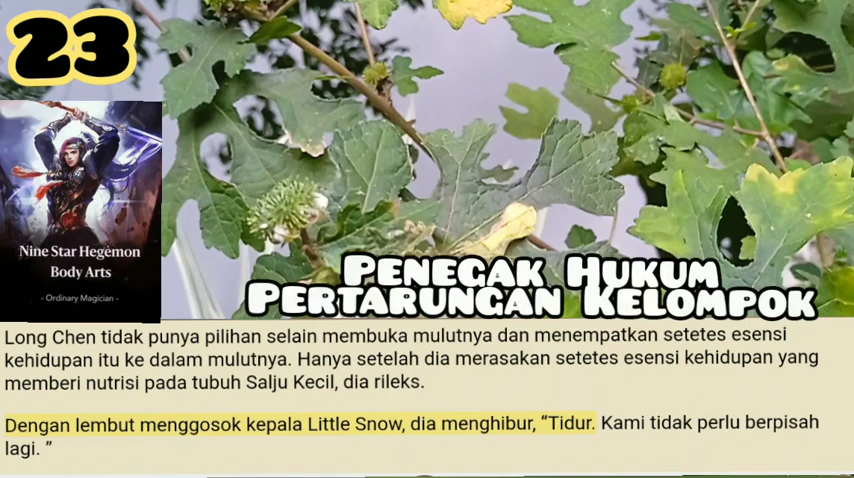 23
Nine Star Hegemon
Body Arts
- Ordinary Magician -
PENEGAK HUKUM
PERTARUNGAN KELOMPOK
Long Chen tidak punya pilihan selain membuka mulutnya dan menempatkan setetes esensi
kehidupan itu ke dalam mulutnya. Hanya setelah dia merasakan setetes esensi kehidupan yang
memberi nutrisi pada tubuh Salju Kecil, dia rileks.
Dengan lembut menggosok kepala Little Snow, dia menghibur, “Tidur. Kami tidak perlu berpisah
lagi. ”